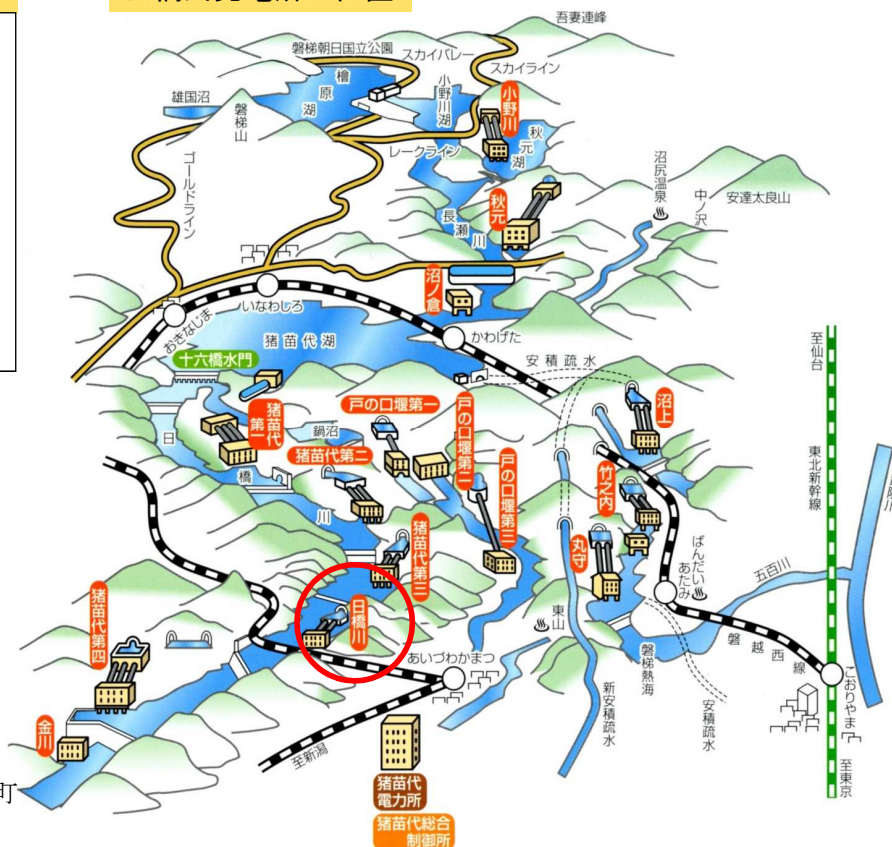 吾妻連峰
磐梯朝日国立公園
スカイバレー
スカイライン
雄国沼
磐梯山
檜原湖
小野川湖
小野川
秋元湖
レークライン
ゴールドライン
秋元
長瀬川
沼尻温泉
中ノ沢
安達太良山
沼ノ倉
いなわしろ
おきなじま
かわげた
猪苗代湖
十六橋水門
安積疏水
至仙台
猪苗代第一
鍋沼
戸の口堰第一
戸の口堰第二
戸の口堰第三
沼上
日橋川
猪苗代第二
竹之内
東北新幹線
猪苗代第三
丸守
ばんだいあたみ
五百川
猪苗代第四
日橋川
東山
磐梯熱海
磐越西線
あいづわかまつ
こおりやま
新安積疏水
安積疏水
金川
至新潟
至東京
町
猪苗代
電力所
猪苗代総合
制御所